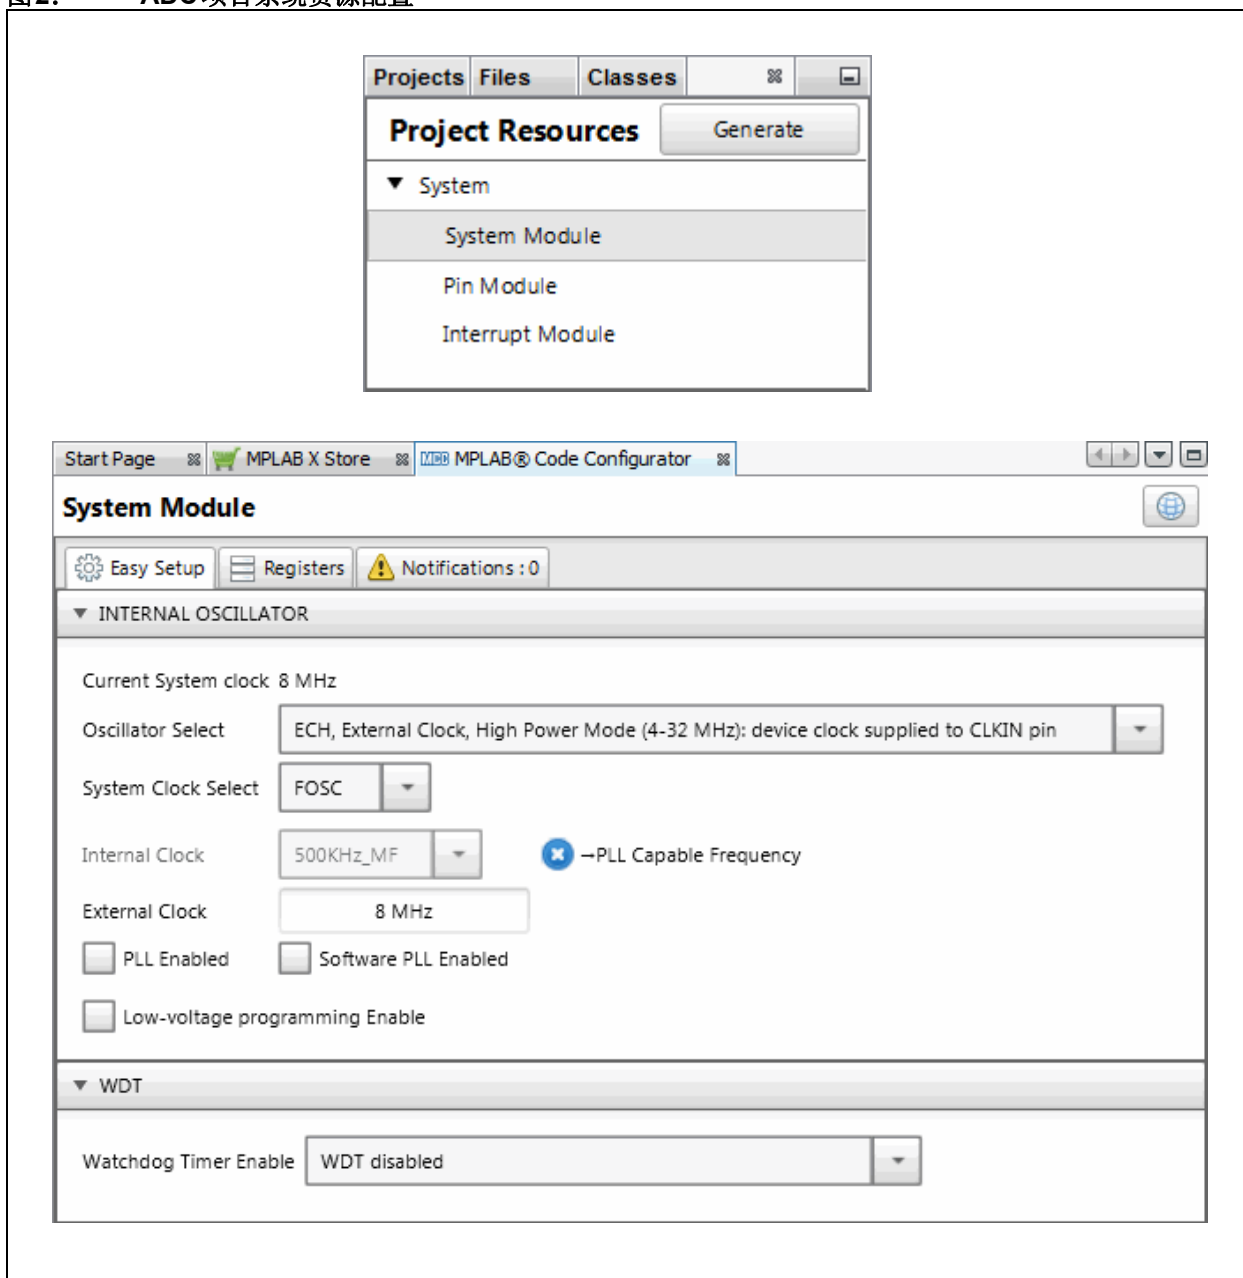 Projects Files Classes
Project Resources Generate
System
System Module
Pin Module
Interrupt Module
Start Page MPLAB X Store MPLAB® Code Configurator
System Module
Easy Setup Registers Notifications : 0
INTERNAL OSCILLATOR
Current System clock 8 MHz
Oscillator Select ECH, External Clock, High Power Mode (4-32 MHz): device clock supplied to CLKIN pin
System Clock Select FOSC
Internal Clock 500KHz_MF →PLL Capable Frequency
External Clock 8 MHz
PLL Enabled Software PLL Enabled
Low-voltage programming Enable
WDT
Watchdog Timer Enable WDT disabled